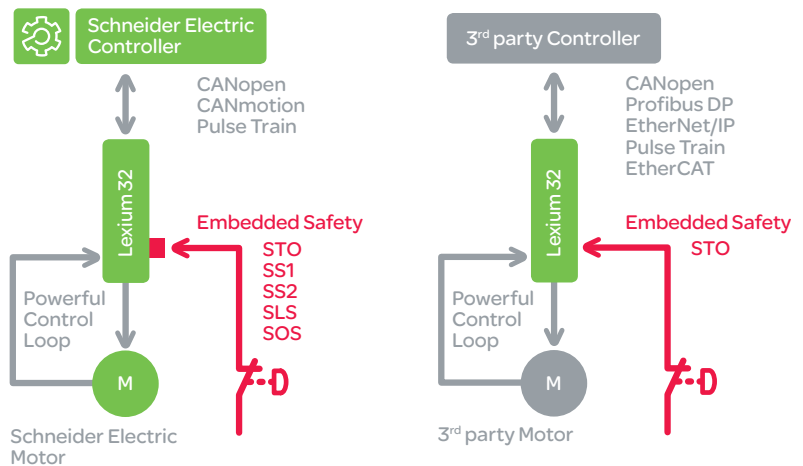 Schneider Electric
Controller
CANopen
CANmotion
Pulse Train
Lexium 32
Embedded Safety
STO
SS1
SS2
SLS
SOS
Powerful
Control
Loop
M
Schneider Electric
Motor
3rd party Controller
CANopen
Profibus DP
EtherNet/IP
Pulse Train
EtherCAT
Lexium 32
Embedded Safety
STO
Powerful
Control
Loop
M
3rd party Motor